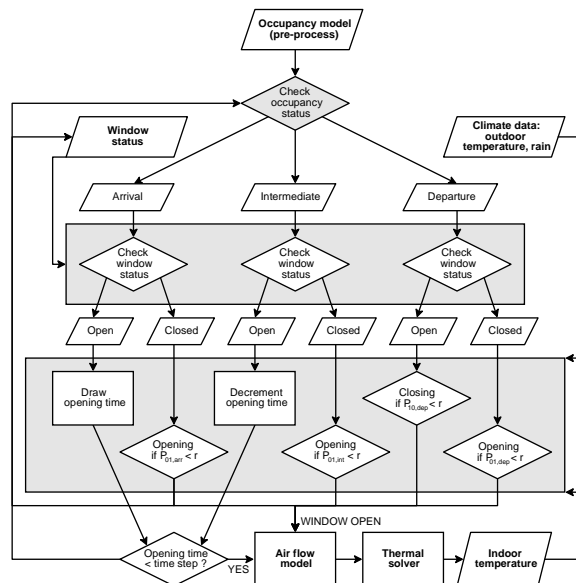 Occupancy model
(pre-process)
Check
occupancy
status
Window
status
Climate data:
outdoor
temperature, rain
Arrival
Intermediate
Departure
Check
window
status
Check
window
status
Check
window
status
Open
Closed
Open
Closed
Open
Closed
Draw
opening time
Decrement
opening time
Closing
if P10,dep < r
Opening
if P01,arr < r
Opening
if P01,int < r
Opening
if P01,dep < r
WINDOW OPEN
Opening time
< time step ?
YES
Air flow
model
Thermal
solver
Indoor
temperature